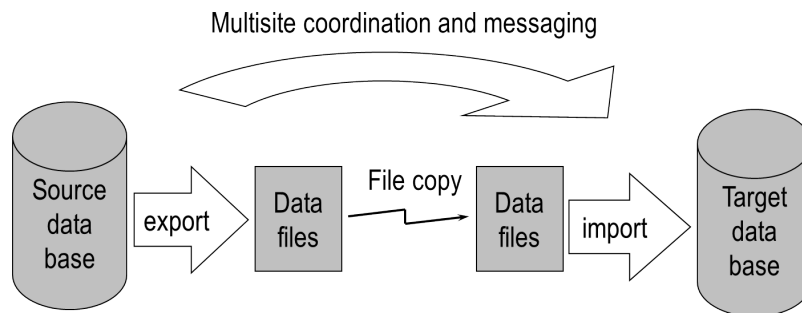 Multisite coordination and messaging
Source
data
base
export
Data
files
File copy
Data
files
import
Target
data
base